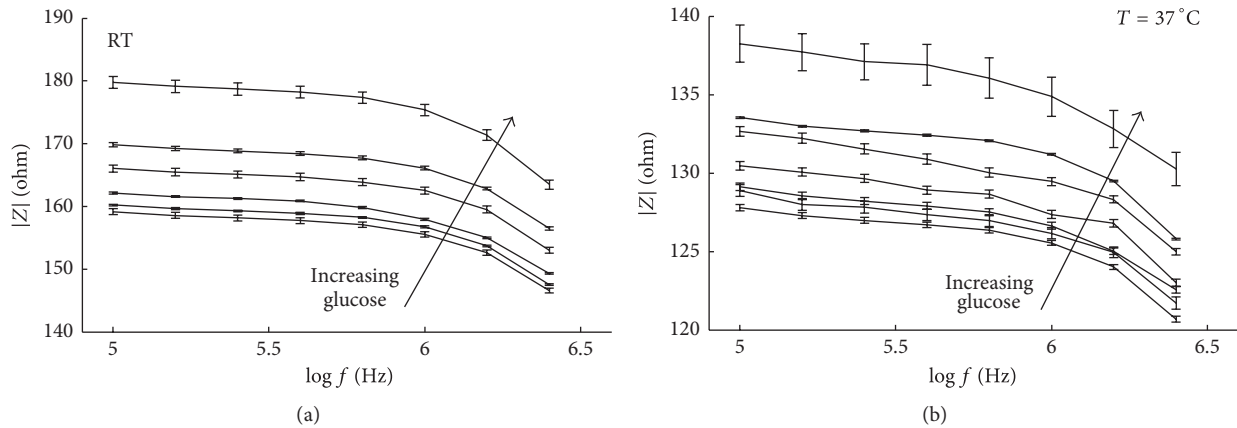 RT
190
180
170
160
150
140
|Z| (ohm)
Increasing
glucose
5
5.5
6
6.5
log f (Hz)
(a)
T = 37°C
140
135
130
125
120
|Z| (ohm)
Increasing
glucose
5
5.5
6
6.5
log f (Hz)
(b)